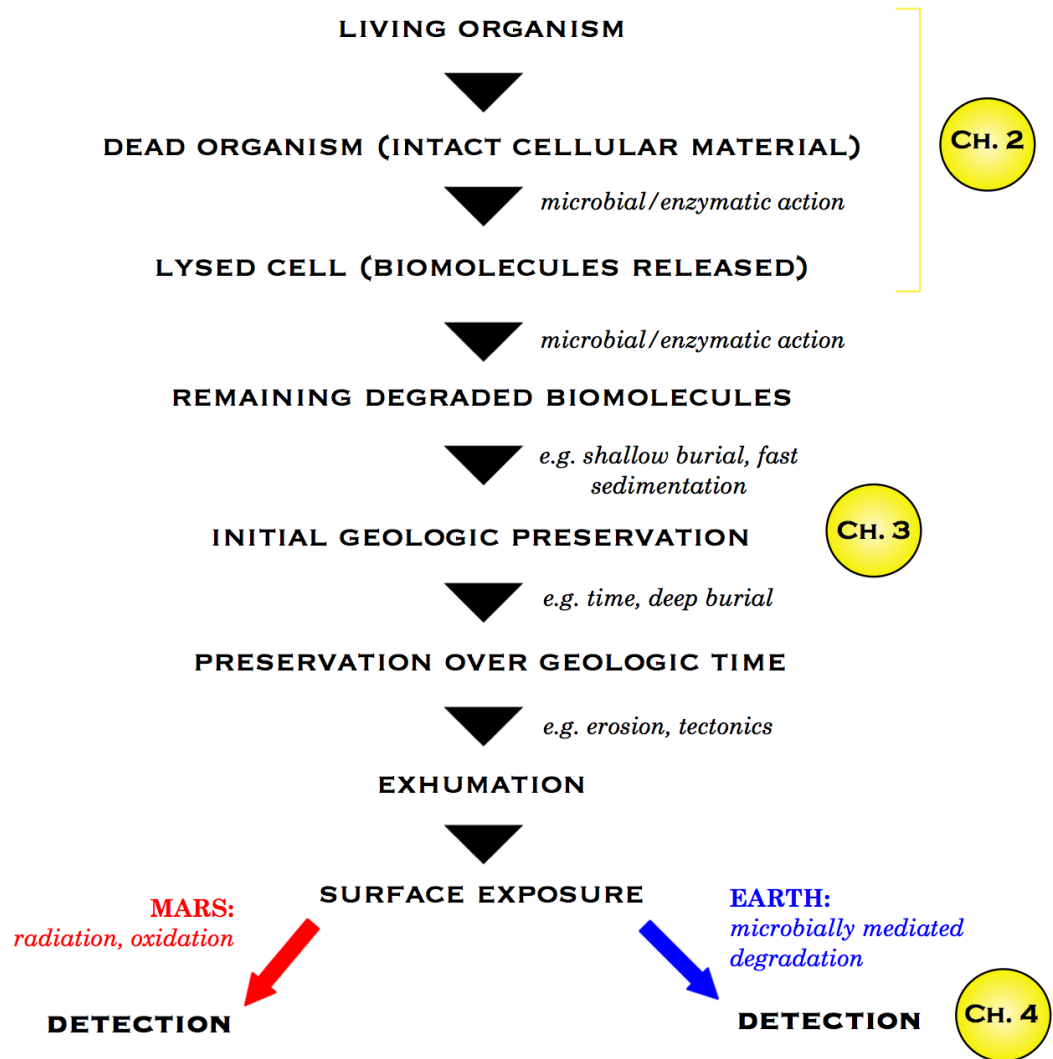 LIVING ORGANISM
DEAD ORGANISM (INTACT CELLULAR MATERIAL)
CH. 2
microbial/enzymatic action
LYSED CELL (BIOMOLECULES RELEASED)
microbial/enzymatic action
REMAINING DEGRADED BIOMOLECULES
e.g. shallow burial, fast
sedimentation
INITIAL GEOLOGIC PRESERVATION
CH. 3
e.g. time, deep burial
PRESERVATION OVER GEOLOGIC TIME
e.g. erosion, tectonics
EXHUMATION
SURFACE EXPOSURE
MARS:
radiation, oxidation
EARTH:
microbially mediated
degradation
DETECTION
DETECTION
CH. 4